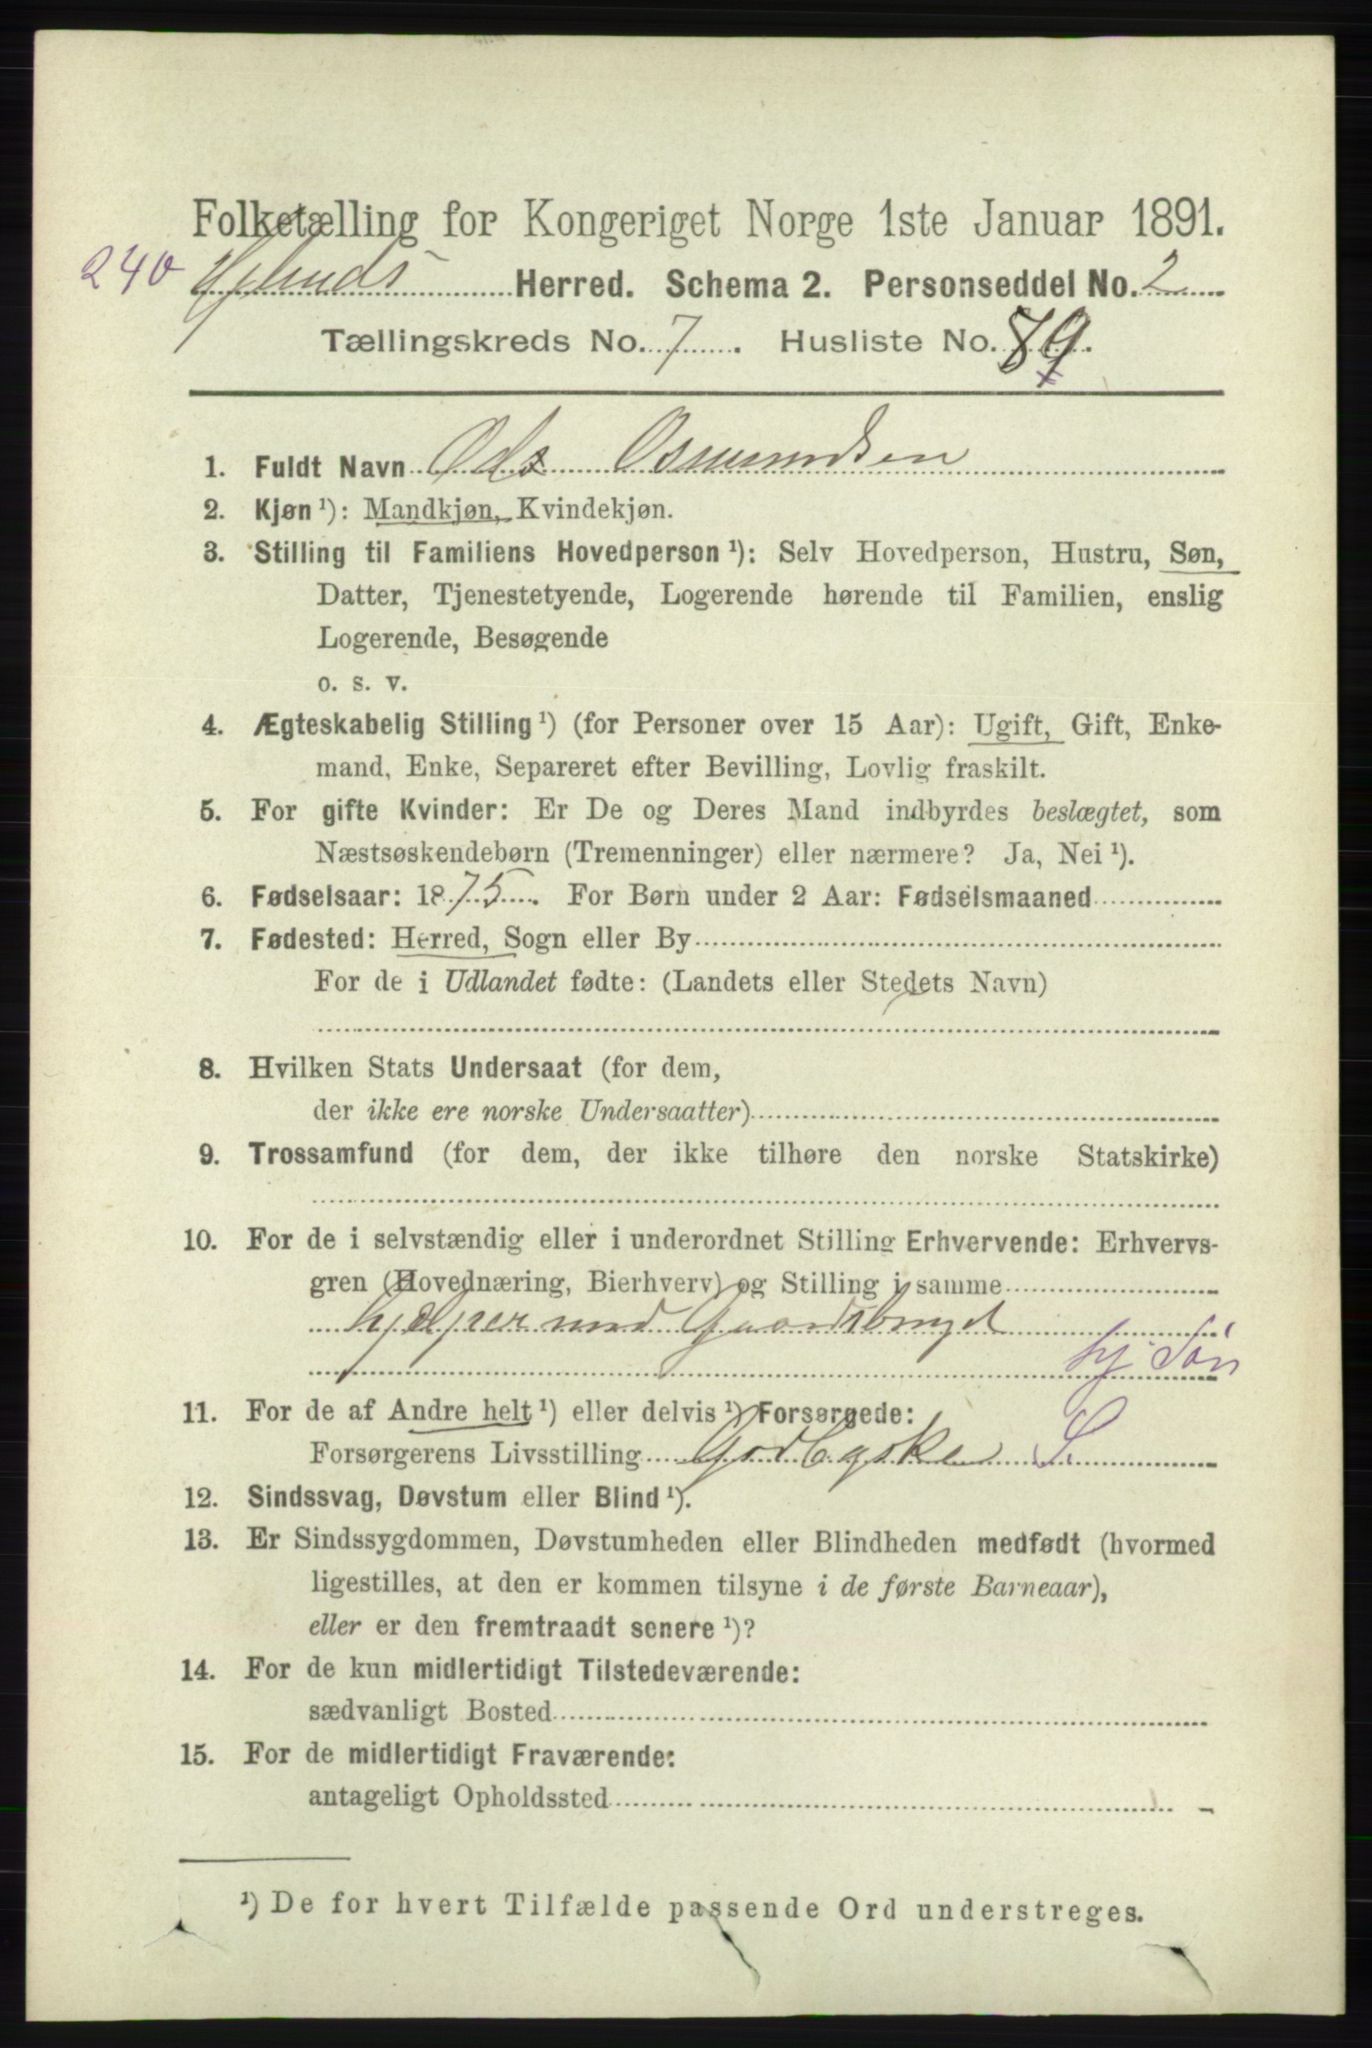 Folketælling for Kongeriget Norge 1ste Januar 1891.
240 Herred. Schema 2. Personseddel No. 2
Tællingskreds No. 7. Husliste No. 89.
1. Fuldt Navn Ods Osmundsen
2. Kjøn ¹): Mandkjøn, Kvindekjøn.
3. Stilling til Familiens Hovedperson ¹): Selv Hovedperson, Hustru, Søn,
Datter, Tjenestetyende, Logerende hørende til Familien, enslig
Logerende, Besøgende
o. s. v.
4. Ægteskabelig Stilling ¹) (for Personer over 15 Aar): Ugift, Gift, Enke-
mand, Enke, Separeret efter Bevilling, Lovlig fraskilt.
5. For gifte Kvinder: Er De og Deres Mand indbyrdes beslægtet, som
Næstsøskendebørn (Tremenninger) eller nærmere? Ja, Nei ¹).
6. Fødselsaar: 1875. For Børn under 2 Aar: Fødselsmaaned
7. Fødested: Herred, Sogn eller By
For de i Udlandet fødte: (Landets eller Stedets Navn)
8. Hvilken Stats Undersaat (for dem,
der ikke ere norske Undersaatter)
9. Trossamfund (for dem, der ikke tilhøre den norske Statskirke)
10. For de i selvstændig eller i underordnet Stilling Erhvervende: Erhvervs-
gren (Hovednæring, Bierhverv) og Stilling i samme
hjælper med Gaardsbruget
hj. Søn
11. For de af Andre helt ¹) eller delvis ¹) Forsørgede:
Forsørgerens Livsstilling S.
12. Sindssvag, Døvstum eller Blind ¹).
13. Er Sindssygdommen, Døvstumheden eller Blindheden medfødt (hvormed
ligestilles, at den er kommen tilsyne i de første Barneaar),
eller er den fremtraadt senere ¹)?
14. For de kun midlertidigt Tilstedeværende:
sædvanligt Bosted
15. For de midlertidigt Fraværende:
antageligt Opholdssted
¹) De for hvert Tilfælde passende Ord understreges.